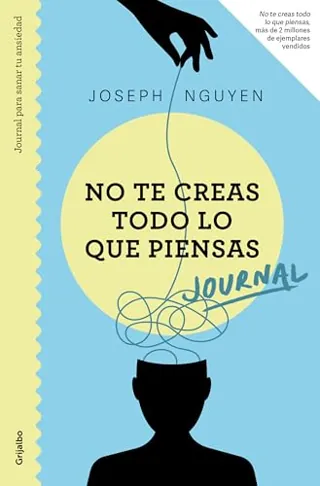 No te creas todo
lo que piensas,
más de 2 millones
de ejemplares
vendidos
Journal para sanar tu ansiedad
JOSEPH NGUYEN
NO TE CREAS
TODO LO
QUE PIENSAS
JOURNAL
Grijalbo